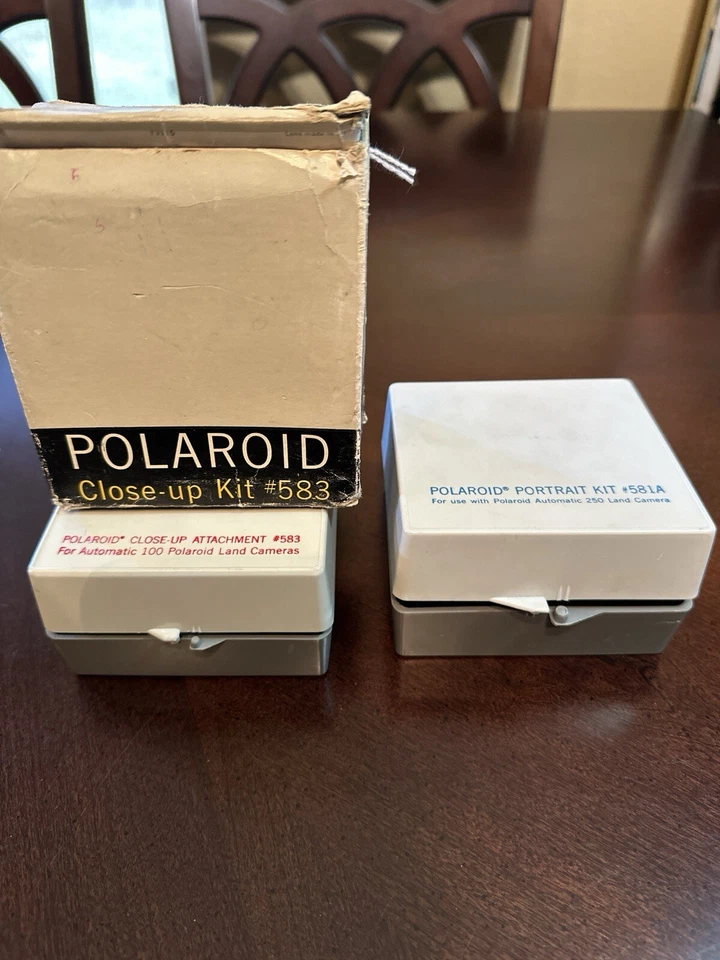 POLAROID
Close-up Kit #583
POLAROID® CLOSE-UP ATTACHMENT #583
For Automatic 100 Polaroid Land Cameras
POLAROID® PORTRAIT KIT #581A
For use with Polaroid Automatic 250 Land Camera